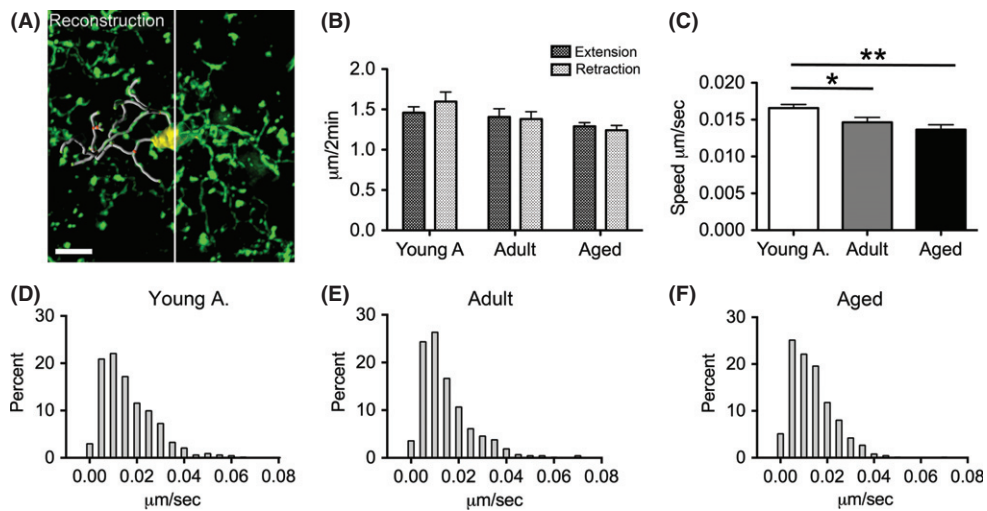 (A)
Reconstruction
(B)
Extension
Retraction
μm/2min
2.0
1.5
1.0
0.5
0.0
Young A
Adult
Aged
(C)
**
*
Speed μm/sec
0.020
0.015
0.010
0.005
0.000
Young A.
Adult
Aged
(D)
Young A.
Percent
30
20
10
0
0.00 0.02 0.04 0.06 0.08
μm/sec
(E)
Adult
Percent
30
20
10
0
0.00 0.02 0.04 0.06 0.08
μm/sec
(F)
Aged
Percent
30
20
10
0
0.00 0.02 0.04 0.06 0.08
μm/sec